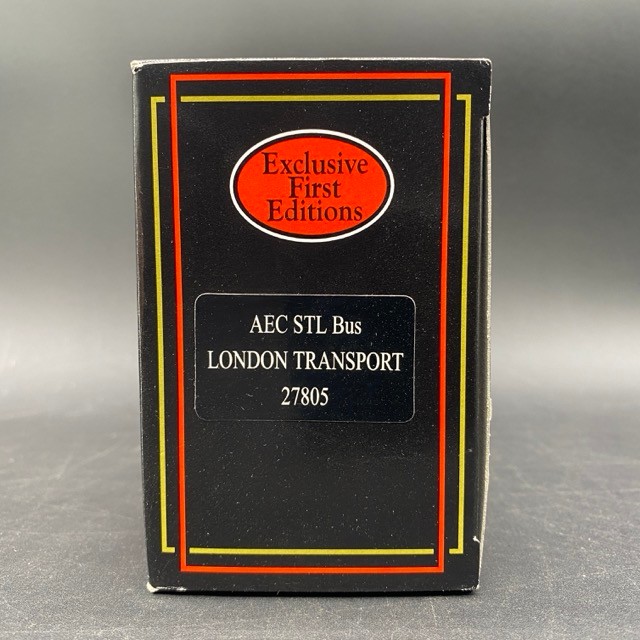 Exclusive
First
Editions
AEC STL Bus
LONDON TRANSPORT
27805